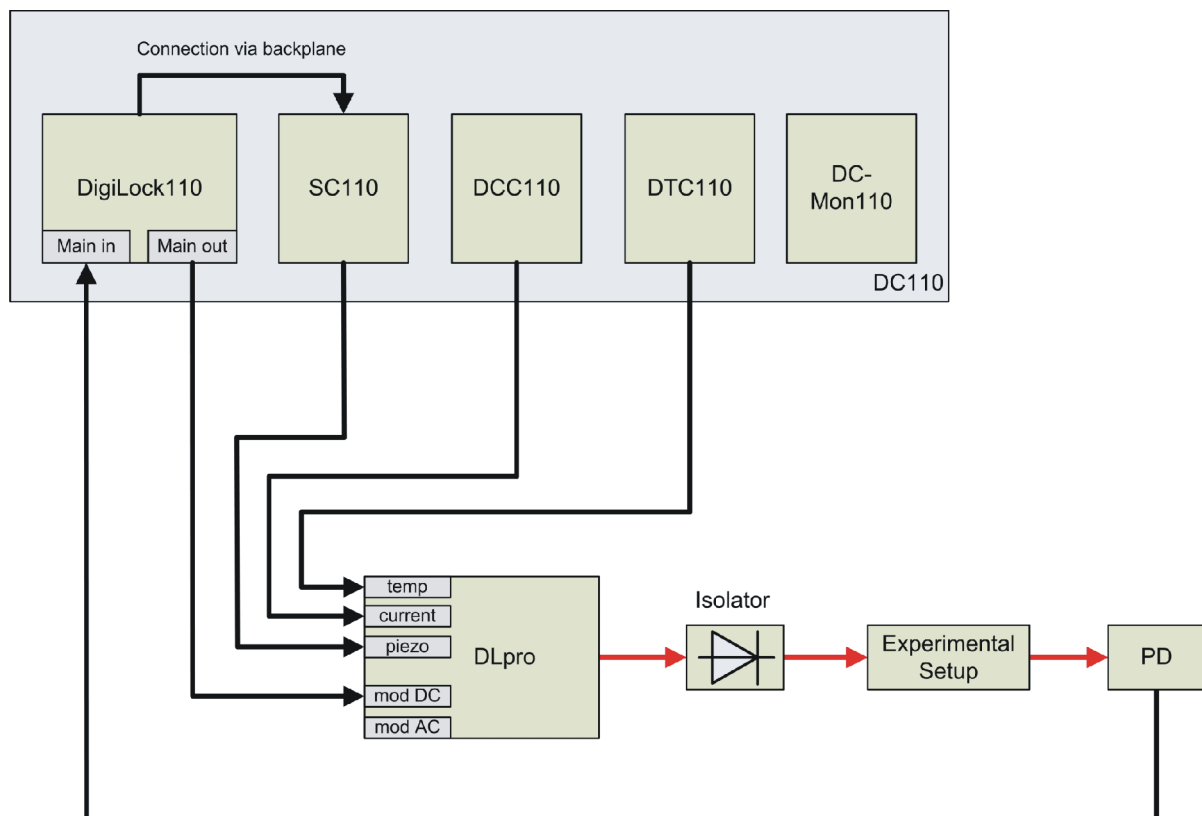 Connection via backplane
DigiLock110
Main in
Main out
SC110
DCC110
DTC110
DC-
Mon110
DC110
temp
current
piezo
mod DC
mod AC
DLpro
Isolator
Experimental
Setup
PD